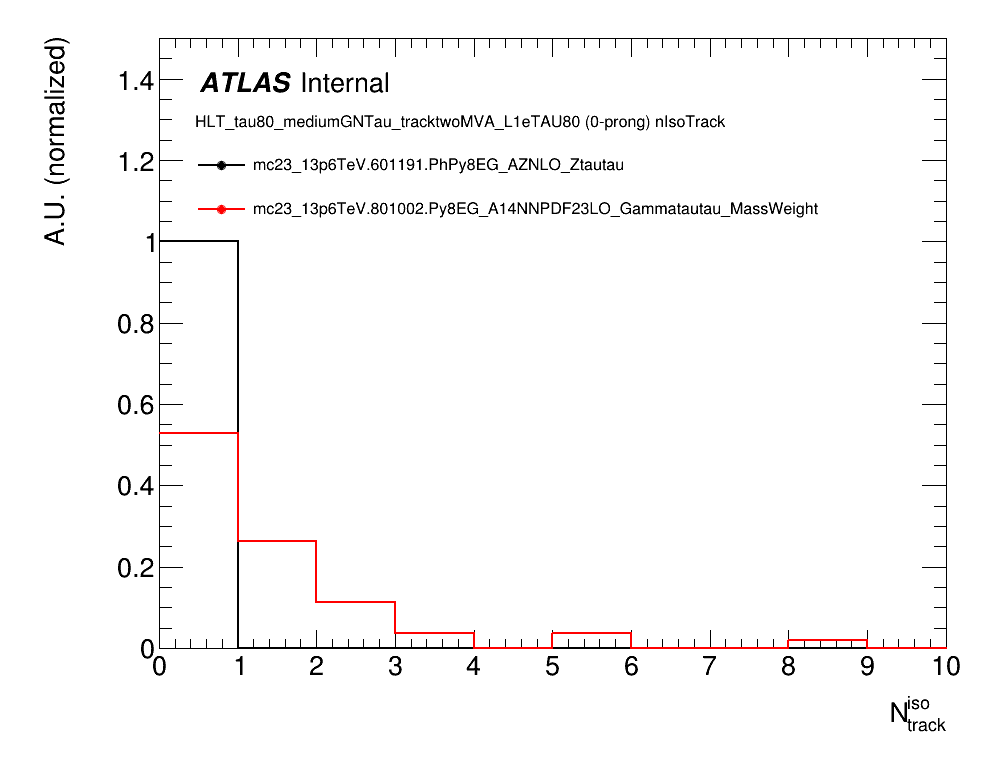 A.U. (normalized)
1.4
1.2
1
0.8
0.6
0.4
0.2
0
ATLAS Internal
HLT_tau80_mediumGNTau_tracktwoMVA_L1eTAU80 (0-prong) nIsoTrack
mc23_13p6TeV.601191.PhPy8EG_AZNLO_Ztautau
mc23_13p6TeV.801002.Py8EG_A14NNPDF23LO_Gammatautau_MassWeight
0 1 2 3 4 5 6 7 8 9 10
N iso track